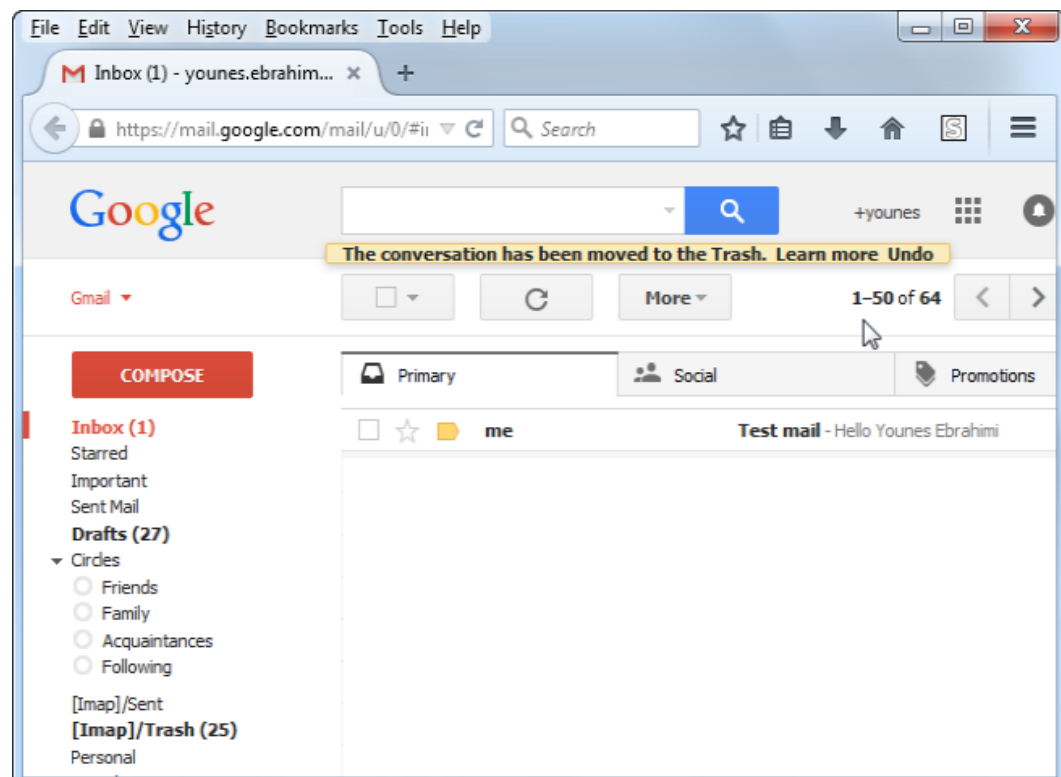 File Edit View History Bookmarks Tools Help
Inbox (1) - younes.ebrahim...
https://mail.google.com/mail/u/0/#i Search
Google +younes
The conversation has been moved to the Trash. Learn more Undo
Gmail More 1–50 of 64
COMPOSE Primary Social Promotions
Inbox (1) me Test mail - Hello Younes Ebrahimi
Starred
Important
Sent Mail
Drafts (27)
Circles
Friends
Family
Acquaintances
Following
[Imap]/Sent
[Imap]/Trash (25)
Personal